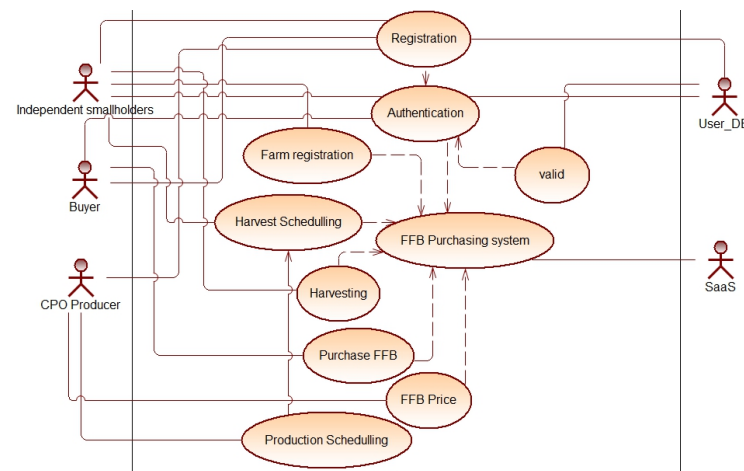 Registration
Independent smallholders
Authentication
User_DB
Farm registration
valid
Buyer
Harvest Schedulling
FFB Purchasing system
CPO Producer
Harvesting
SaaS
Purchase FFB
FFB Price
Production Schedulling